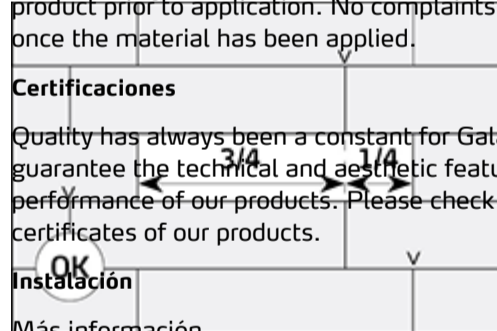 product prior to application. No complaints
once the material has been applied.
Certificaciones
Quality has always been a constant for Gal
3/4 1/4
guarantee the technical and aesthetic featu
performance of our products. Please check
certificates of our products.
OK
Instalación
Más información